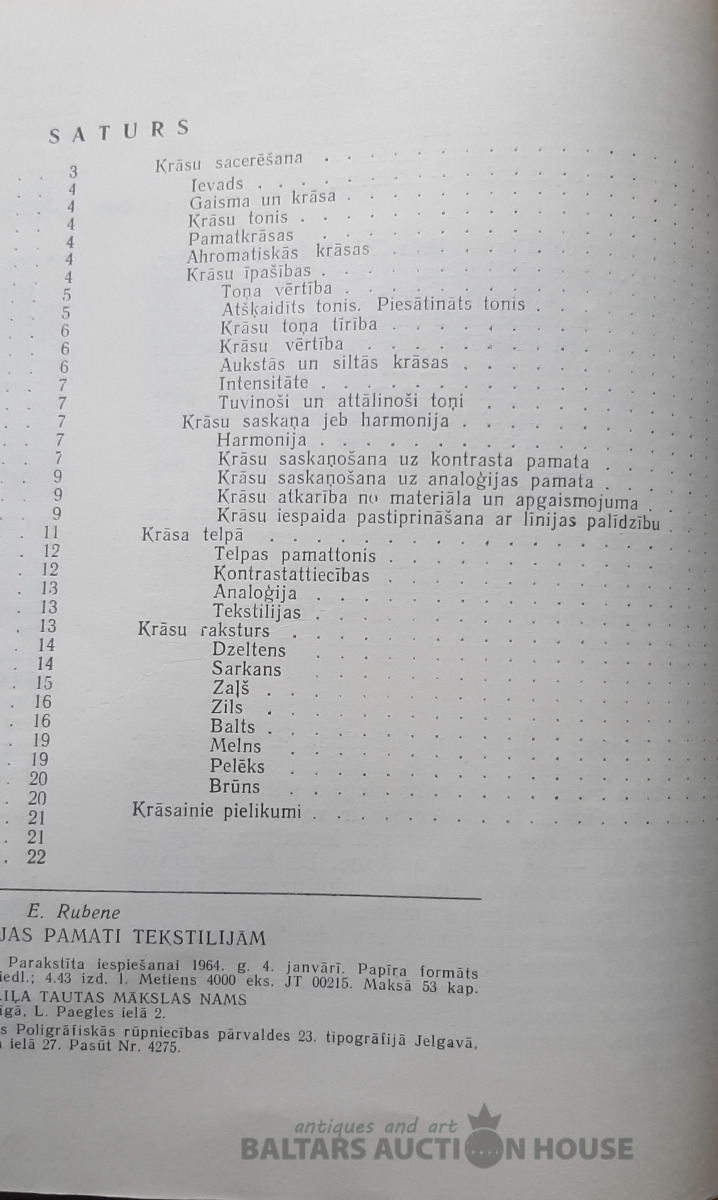 SATURS
. . 3
. . 4
. . 4
. . 4
. . 4
. . 4
. . 4
. . 5
. . 5
. . 6
. . 6
. . 6
. . 7
. . 7
. . 7
. . 7
. . 7
. . 9
. . 9
. . 9
. . 11
. . 12
. . 12
. . 13
. . 13
. . 13
. . 14
. . 14
. . 15
. . 16
. . 16
. . 19
. . 19
. . 20
. . 20
. . 21
. . 21
. . 22
Krāsu sacerēšana . . . . . . . . .
Ievads . . . . . . . . .
Gaisma un krāsa . . . . . . . . .
Krāsu tonis . . . . . . . . .
Pamatkrāsas . . . . . . . . .
Ahromatiskās krāsas . . . . . . . . .
Krāsu īpašības . . . . . . . . .
Toņa vērtība . . . . . . . . .
Atšķaidīts tonis. Piesātināts tonis . . . . .
Krāsu toņa tīrība . . . . . . . . .
Krāsu vērtība . . . . . . . . .
Aukstās un siltās krāsas . . . . . . .
Intensitāte . . . . . . . . .
Tuvinoši un attālinoši toņi . . . . . .
Krāsu saskaņa jeb harmonija . . . . . .
Harmonija . . . . . . . . .
Krāsu saskaņošana uz kontrasta pamata . . .
Krāsu saskaņošana uz analoģijas pamata . . .
Krāsu atkarība no materiāla un apgaismojuma . .
Krāsu iespaida pastiprināšana ar līnijas palīdzību . .
Krāsa telpā . . . . . . . . .
Telpas pamattonis . . . . . . . . .
Kontrastattiecības . . . . . . . . .
Analoģija . . . . . . . . .
Tekstilijas . . . . . . . . .
Krāsu raksturs . . . . . . . . .
Dzeltens . . . . . . . . .
Sarkans . . . . . . . . .
Zaļš . . . . . . . . .
Zils . . . . . . . . .
Balts . . . . . . . . .
Melns . . . . . . . . .
Pelēks . . . . . . . . .
Brūns . . . . . . . . .
Krāsainie pielikumi . . . . . . . . .
E. Rubene
JAS PAMATI TEKSTILIJĀM
Parakstīta iespiešanai 1964. g. 4. janvārī. Papīra formāts
iedl.; 4.43 izd. l. Metiens 4000 eks. JT 00215. Maksā 53 kap.
IĻA TAUTAS MĀKSLAS NAMS
īgā, L. Paegles ielā 2.
s Poligrāfiskās rūpniecības pārvaldes 23. tipogrāfijā Jelgavā,
ielā 27. Pasūt Nr. 4275.
antiques and art
BALTARS AUCTION HOUSE